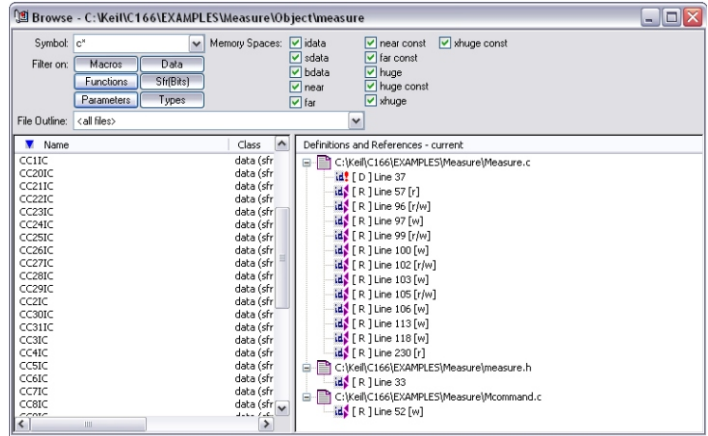 Browse - C:\Keil\C166\EXAMPLES\Measure\Object\measure
Symbol: c* Memory Spaces: idata near const xhuge const
sdata far const
Filter on: Macros Data bdata huge
Functions Sfr(Bits) near huge const
Parameters Types far xhuge
File Outline: <all files>
Name Class
CC1IC data (sfr
CC20IC data (sfr
CC21IC data (sfr
CC22IC data (sfr
CC23IC data (sfr
CC24IC data (sfr
CC25IC data (sfr
CC26IC data (sfr
CC27IC data (sfr
CC28IC data (sfr
CC29IC data (sfr
CC2IC data (sfr
CC30IC data (sfr
CC31IC data (sfr
CC3IC data (sfr
CC4IC data (sfr
CC5IC data (sfr
CC6IC data (sfr
CC7IC data (sfr
CC8IC data (sfr
Definitions and References - current
C:\Keil\C166\EXAMPLES\Measure\Measure.c
[ D ] Line 37
[ R ] Line 57 [r]
[ R ] Line 96 [r/w]
[ R ] Line 97 [w]
[ R ] Line 99 [r/w]
[ R ] Line 100 [w]
[ R ] Line 102 [r/w]
[ R ] Line 103 [w]
[ R ] Line 105 [r/w]
[ R ] Line 106 [w]
[ R ] Line 113 [w]
[ R ] Line 118 [w]
[ R ] Line 230 [r]
C:\Keil\C166\EXAMPLES\Measure\measure.h
[ R ] Line 33
C:\Keil\C166\EXAMPLES\Measure\Mcommand.c
[ R ] Line 52 [w]